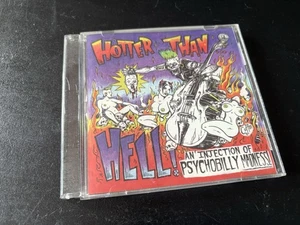 HOTTER THAN
HELL!
AN INJECTION OF
PSYCHOBILLY MADNESS!